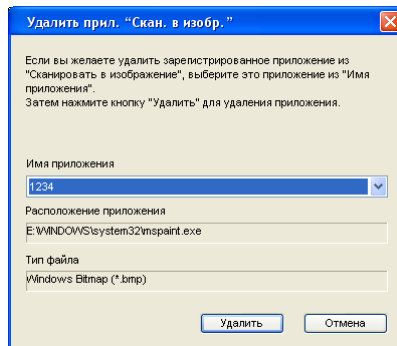 Удалить прил. “Скан. в изобр.”
Если вы желаете удалить зарегистрированное приложение из
"Сканировать в изображение", выберите это приложение из "Имя
приложения".
Затем нажмите кнопку "Удалить" для удаления приложения.
Имя приложения
1234
Расположение приложения
E:\WINDOWS\system32\mspaint.exe
Тип файла
Windows Bitmap (*.bmp)
Удалить
Отмена